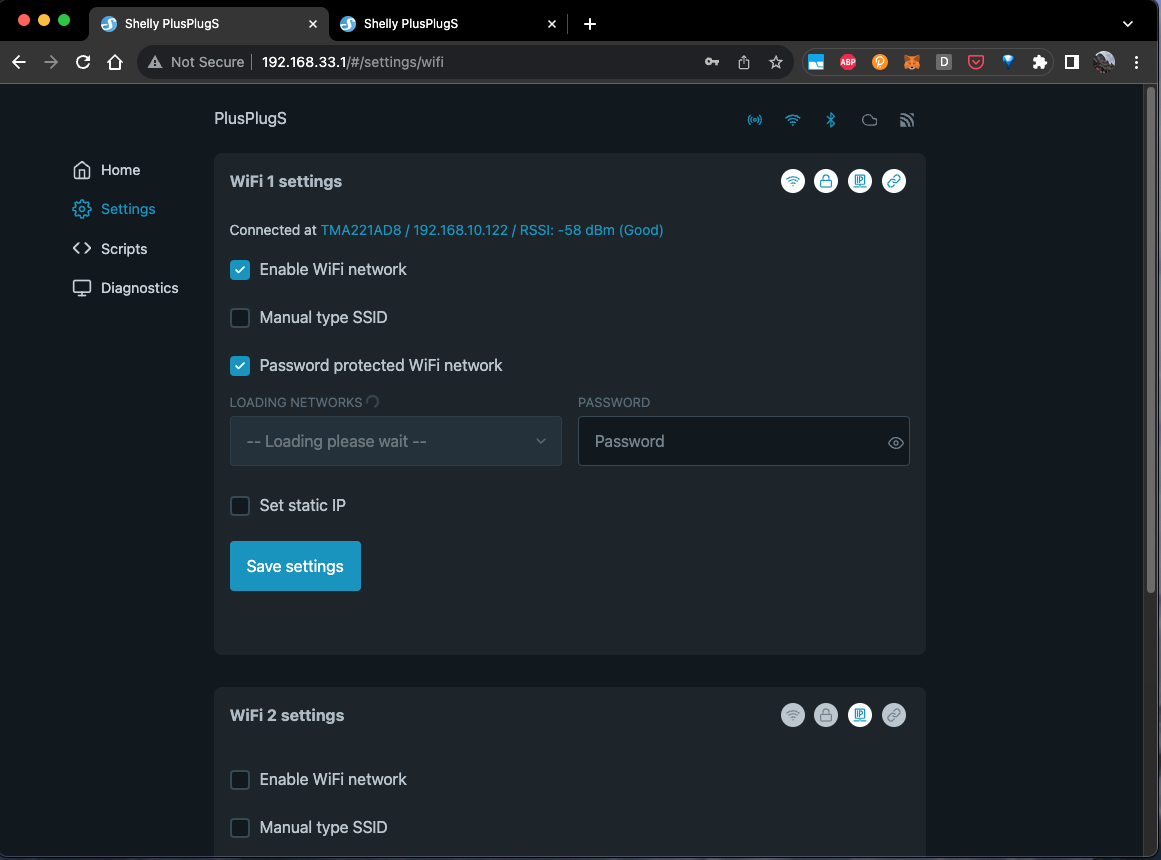 Shelly PlusPlugS
Shelly PlusPlugS
Not Secure 192.168.33.1/#/settings/wifi
ABP
D
PlusPlugS
Home
Settings
Scripts
Diagnostics
WiFi 1 settings
IP
Connected at TMA221AD8 / 192.168.10.122 / RSSI: -58 dBm (Good)
Enable WiFi network
Manual type SSID
Password protected WiFi network
LOADING NETWORKS
PASSWORD
-- Loading please wait --
Password
Set static IP
Save settings
WiFi 2 settings
IP
Enable WiFi network
Manual type SSID